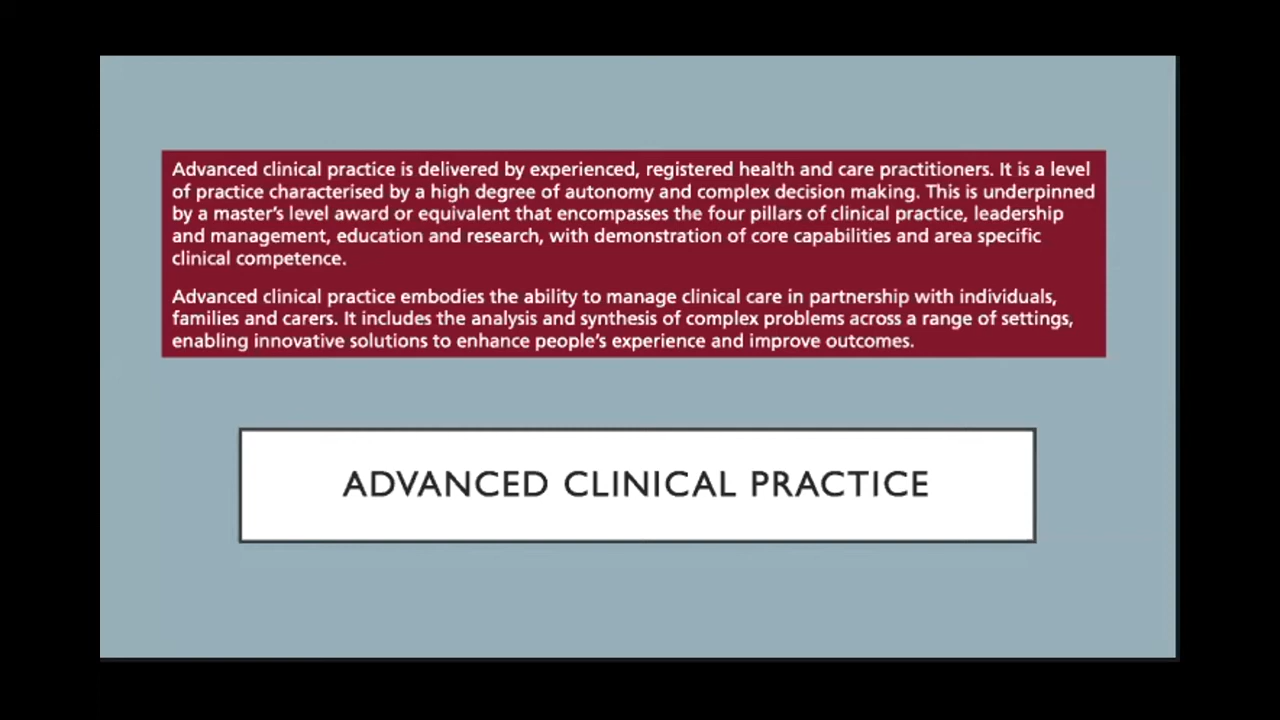 Advanced clinical practice is delivered by experienced, registered health and care practitioners. It is a level
of practice characterised by a high degree of autonomy and complex decision making. This is underpinned
by a master's level award or equivalent that encompasses the four pillars of clinical practice, leadership
and management, education and research, with demonstration of core capabilities and area specific
clinical competence.
Advanced clinical practice embodies the ability to manage clinical care in partnership with individuals,
families and carers. It includes the analysis and synthesis of complex problems across a range of settings,
enabling innovative solutions to enhance people's experience and improve outcomes.
ADVANCED CLINICAL PRACTICE